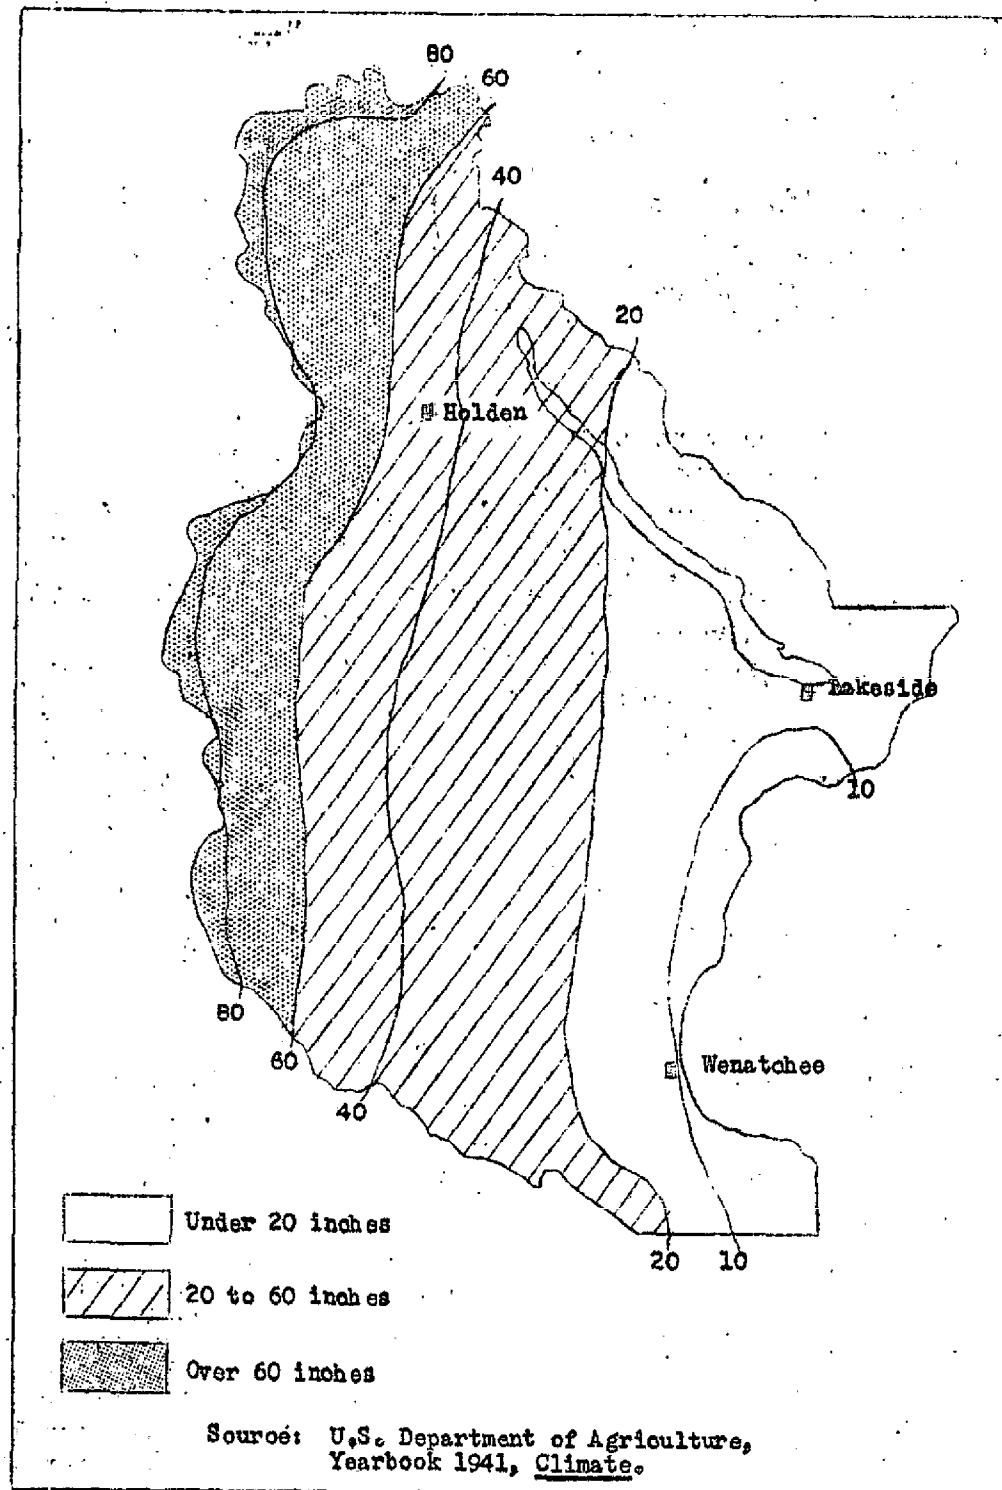 80
60
40
20
Holden
Lakeside
10
80
60
40
Wenatchee
20 10
Under 20 inches
20 to 60 inches
Over 60 inches
Source: U.S. Department of Agriculture,
Yearbook 1941, Climate.